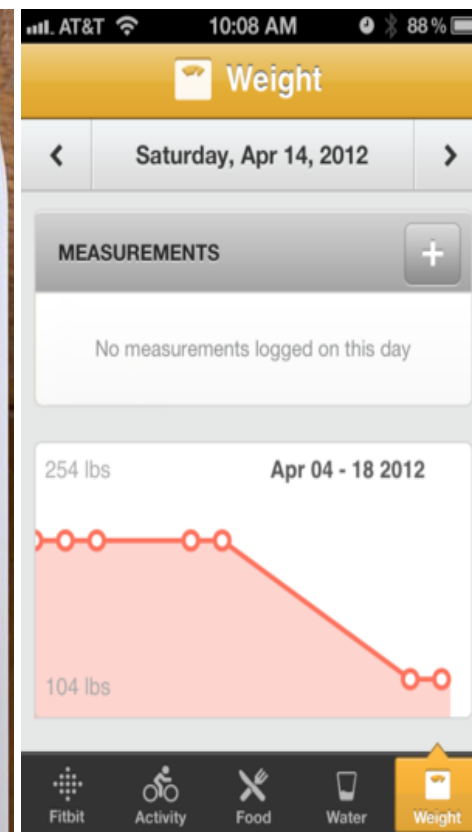 AT&T 10:08 AM 88%
Weight
Saturday, Apr 14, 2012
MEASUREMENTS +
No measurements logged on this day
254 lbs Apr 04 - 18 2012
104 lbs
Fitbit Activity Food Water Weight